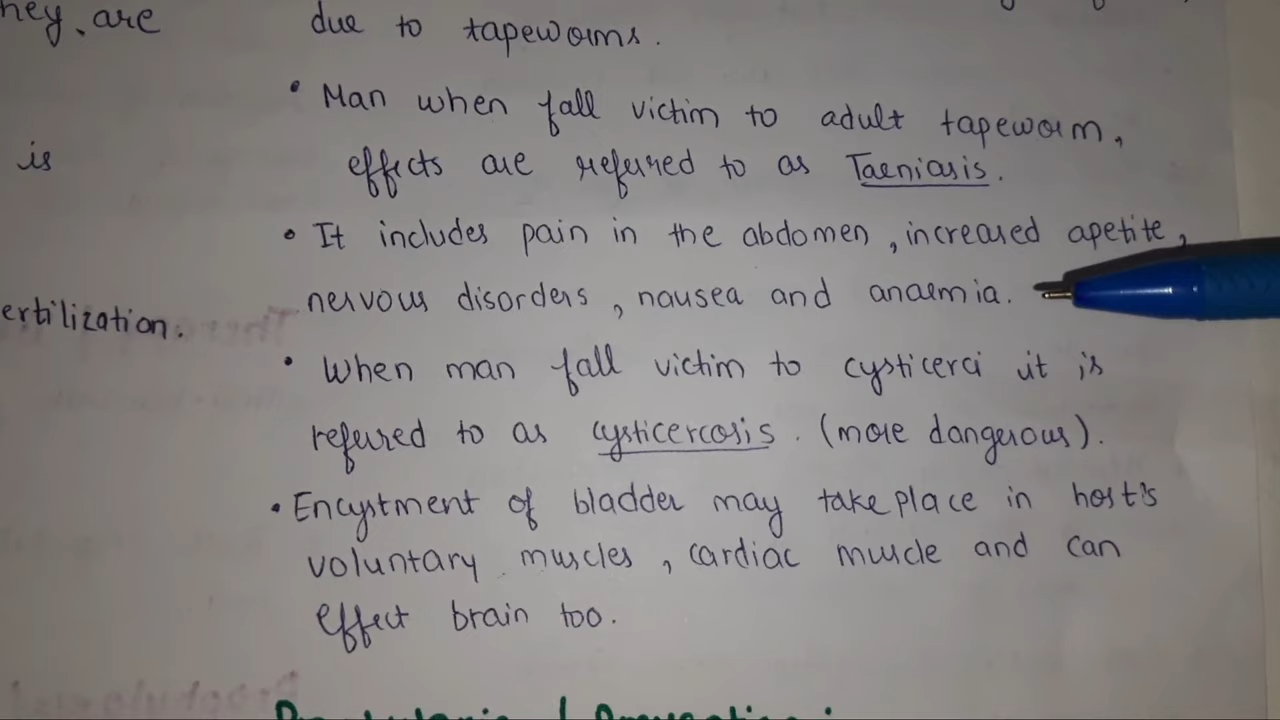 hey are
due to tapeworms.
• Man when fall victim to adult tapeworm,
is
effects are referred to as Taeniasis.
• It includes pain in the abdomen, increased apetite,
nervous disorders, nausea and anaemia.
ertilization.
• When man fall victim to cysticerci it is
referred to as cysticercosis. (more dangerous).
• Encystment of bladder may take place in host's
voluntary muscles, cardiac muscle and can
effect brain too.